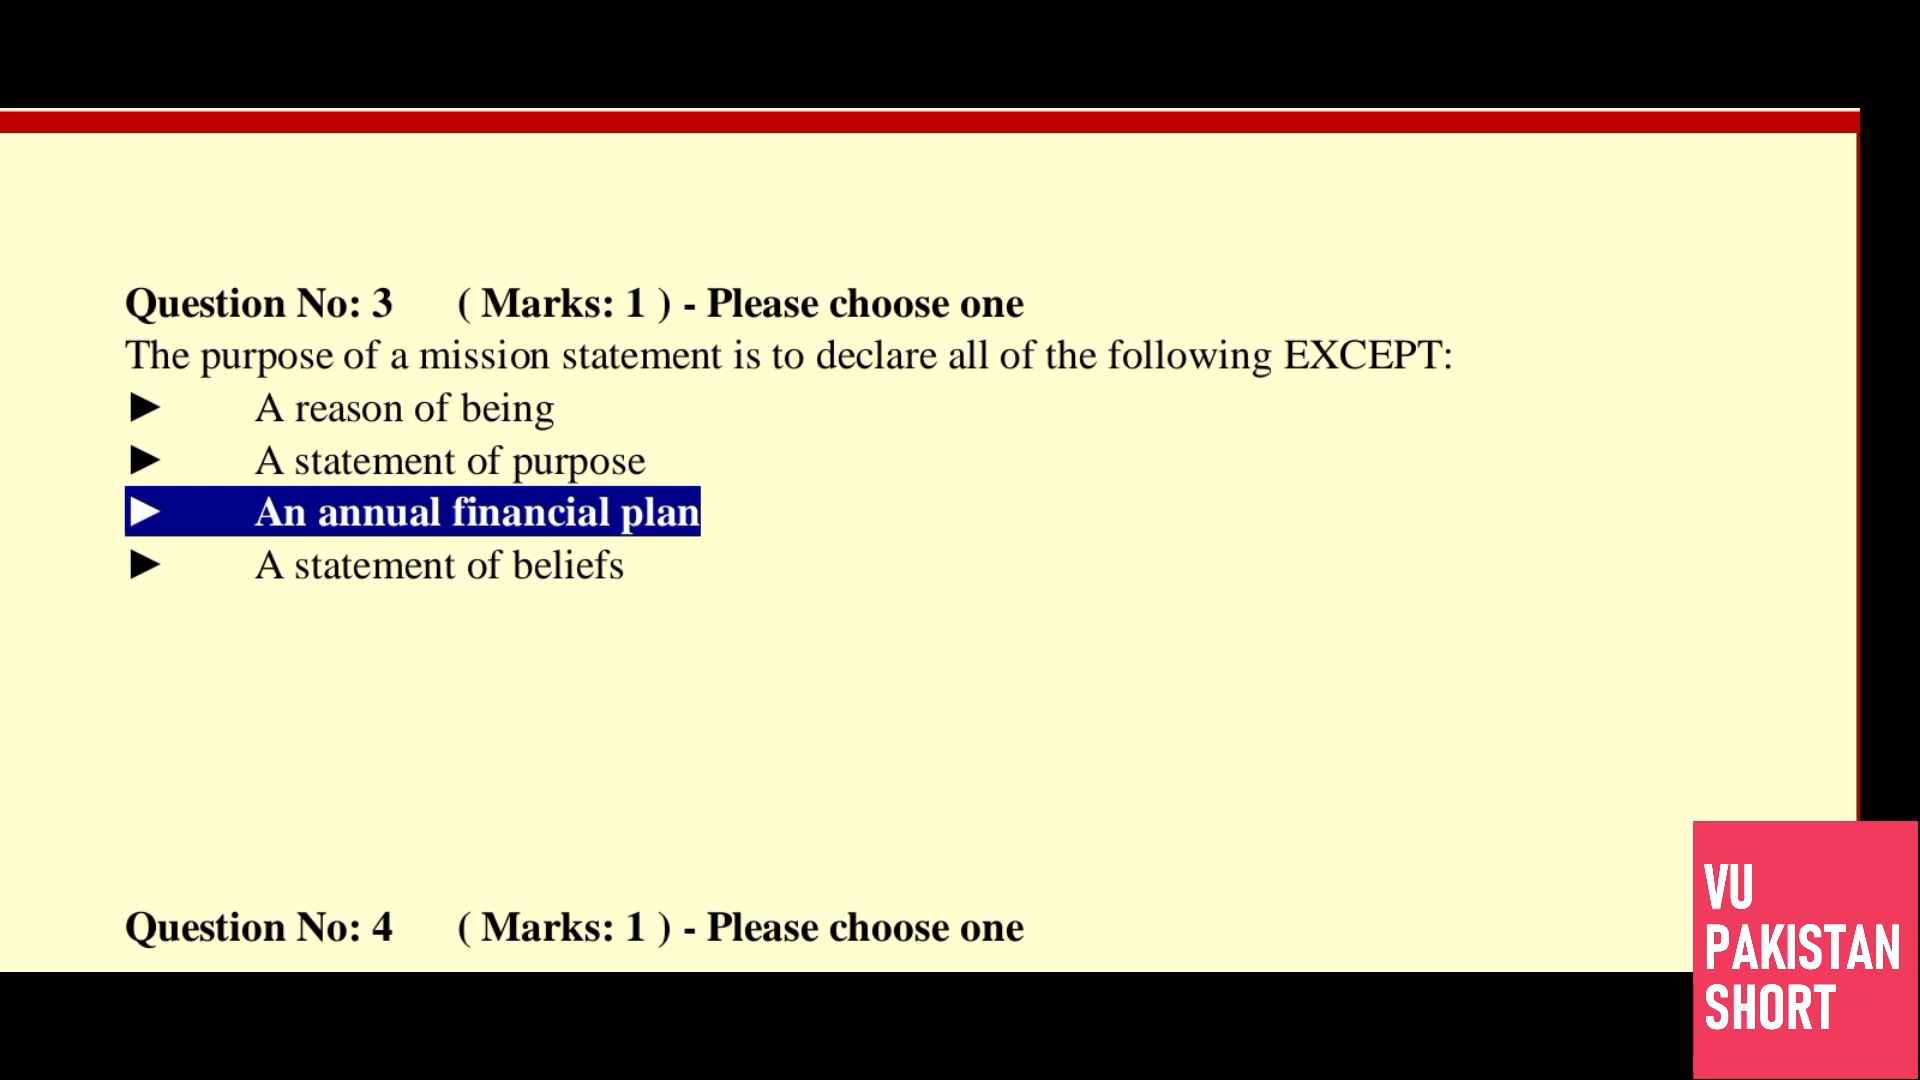 Question No: 3 ( Marks: 1 ) - Please choose one
The purpose of a mission statement is to declare all of the following EXCEPT:
► A reason of being
► A statement of purpose
► An annual financial plan
► A statement of beliefs
Question No: 4 ( Marks: 1 ) - Please choose one
VU
PAKISTAN
SHORT